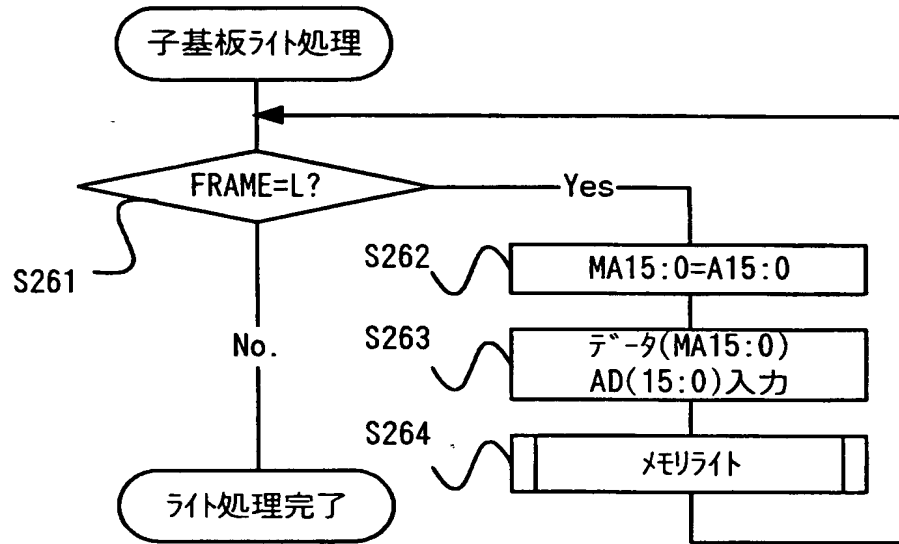 子基板ﾗｲﾄ処理
FRAME=L?
Yes
S261
S262
MA15:0=A15:0
No.
S263
ﾃﾞｰﾀ(MA15:0)
AD(15:0)入力
S264
ﾒﾓﾘﾗｲﾄ
ﾗｲﾄ処理完了